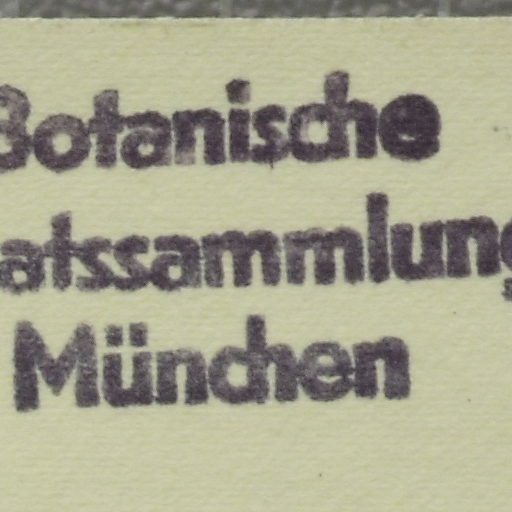 Botanische
atssammlung
München